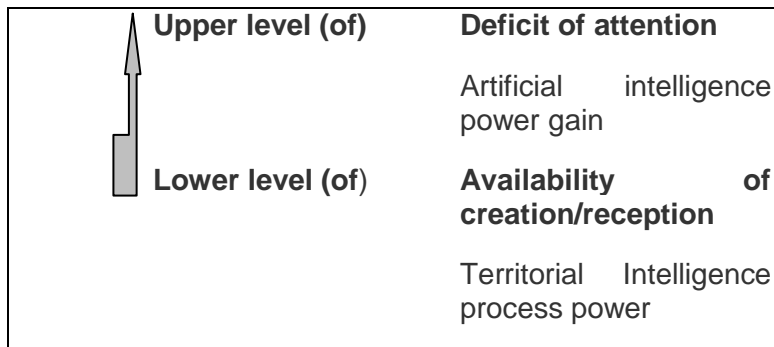 Upper level (of) Deficit of attention
Artificial intelligence
power gain
Lower level (of) Availability of
creation/reception
Territorial Intelligence
process power